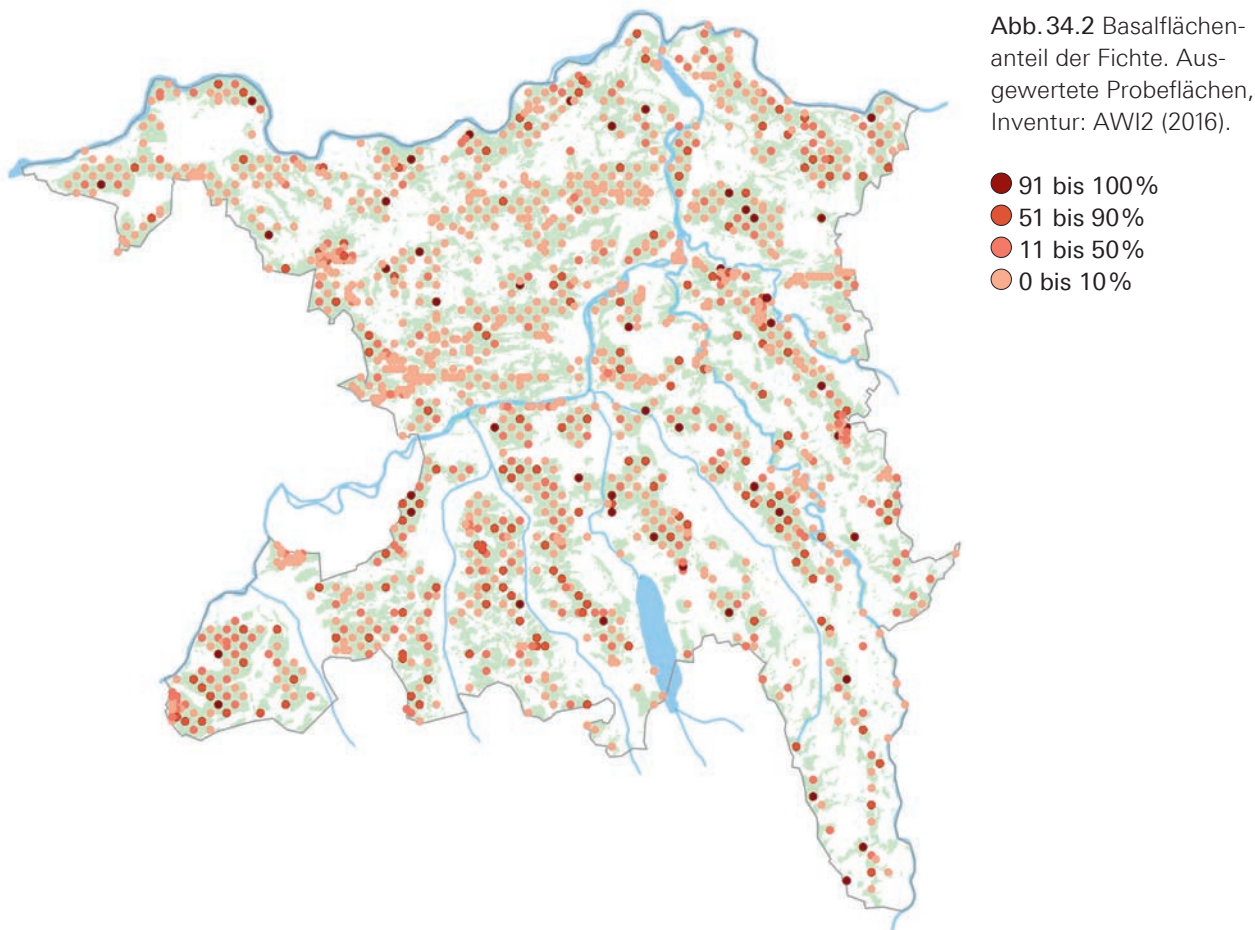 Abb. 34.2 Basalflächen-
anteil der Fichte. Aus-
gewertete Probeflächen,
Inventur: AWI2 (2016).
91 bis 100 %
51 bis 90 %
11 bis 50 %
0 bis 10 %